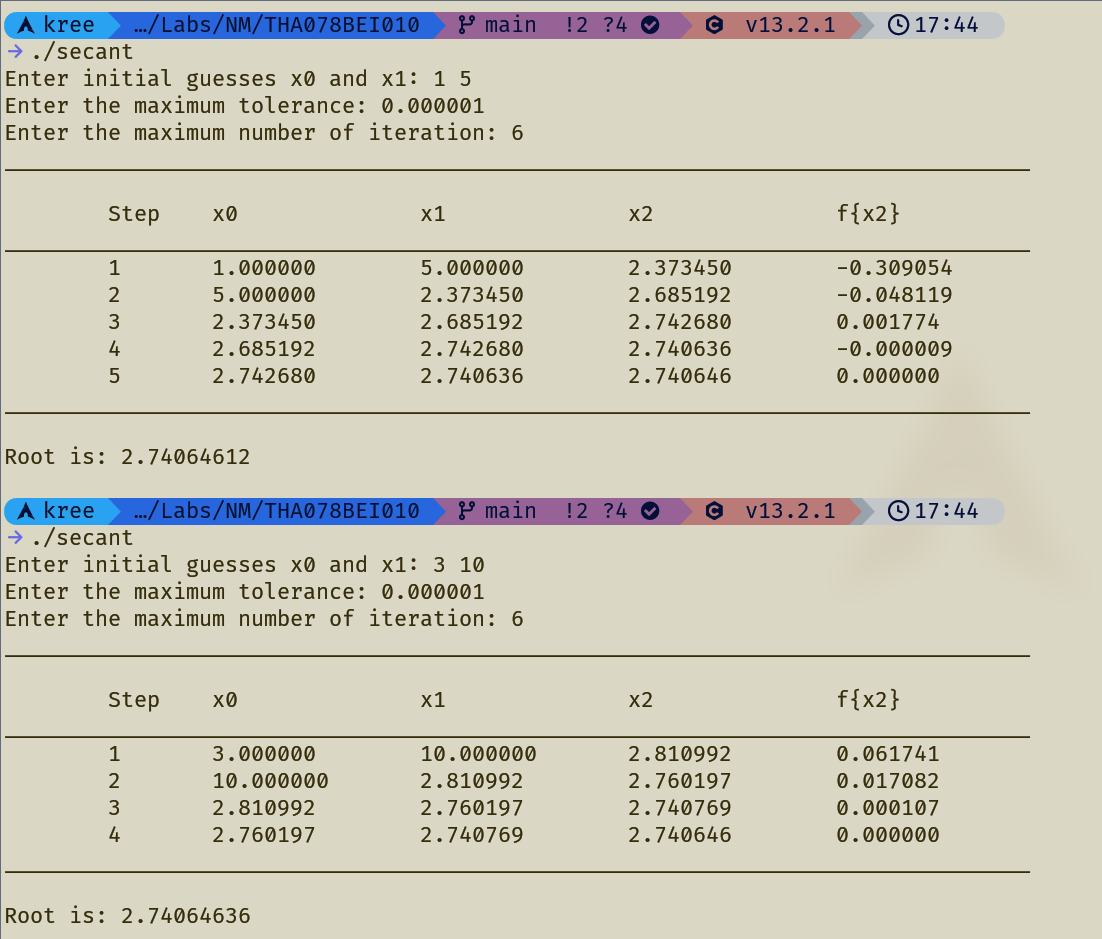 kree …/Labs/NM/THA078BEI010 main !2 ?4 v13.2.1 17:44
→ ./secant
Enter initial guesses x0 and x1: 1 5
Enter the maximum tolerance: 0.000001
Enter the maximum number of iteration: 6
Step x0 x1 x2 f{x2}
1 1.000000 5.000000 2.373450 -0.309054
2 5.000000 2.373450 2.685192 -0.048119
3 2.373450 2.685192 2.742680 0.001774
4 2.685192 2.742680 2.740636 -0.000009
5 2.742680 2.740636 2.740646 0.000000
Root is: 2.74064612
kree …/Labs/NM/THA078BEI010 main !2 ?4 v13.2.1 17:44
→ ./secant
Enter initial guesses x0 and x1: 3 10
Enter the maximum tolerance: 0.000001
Enter the maximum number of iteration: 6
Step x0 x1 x2 f{x2}
1 3.000000 10.000000 2.810992 0.061741
2 10.000000 2.810992 2.760197 0.017082
3 2.810992 2.760197 2.740769 0.000107
4 2.760197 2.740769 2.740646 0.000000
Root is: 2.74064636